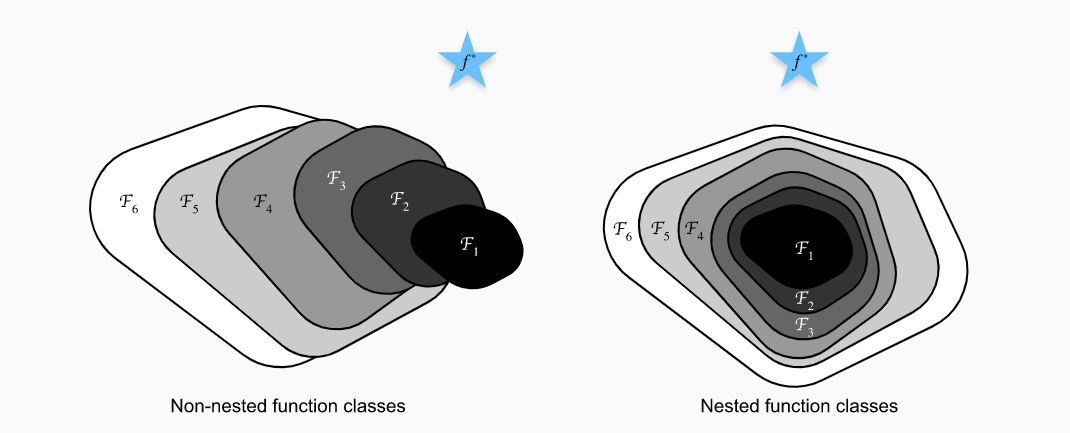 f*
f*
ℱ6
ℱ5
ℱ4
ℱ3
ℱ2
ℱ1
ℱ6
ℱ5
ℱ4
ℱ1
ℱ2
ℱ3
Non-nested function classes
Nested function classes